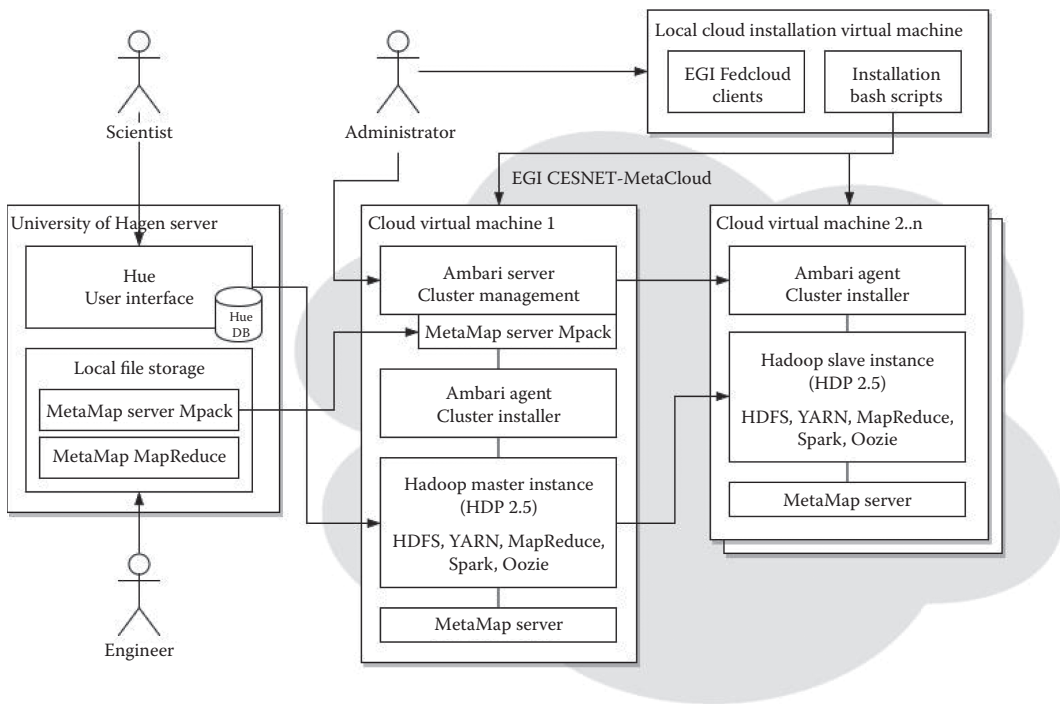 Local cloud installation virtual machine
EGI Fedcloud
clients
Installation
bash scripts
Scientist
Administrator
EGI CESNET-MetaCloud
University of Hagen server
Hue
User interface
Hue
DB
Local file storage
MetaMap server Mpack
MetaMap MapReduce
Engineer
Cloud virtual machine 1
Ambari server
Cluster management
MetaMap server Mpack
Ambari agent
Cluster installer
Hadoop master instance
(HDP 2.5)
HDFS, YARN, MapReduce,
Spark, Oozie
MetaMap server
Cloud virtual machine 2..n
Ambari agent
Cluster installer
Hadoop slave instance
(HDP 2.5)
HDFS, YARN, MapReduce,
Spark, Oozie
MetaMap server